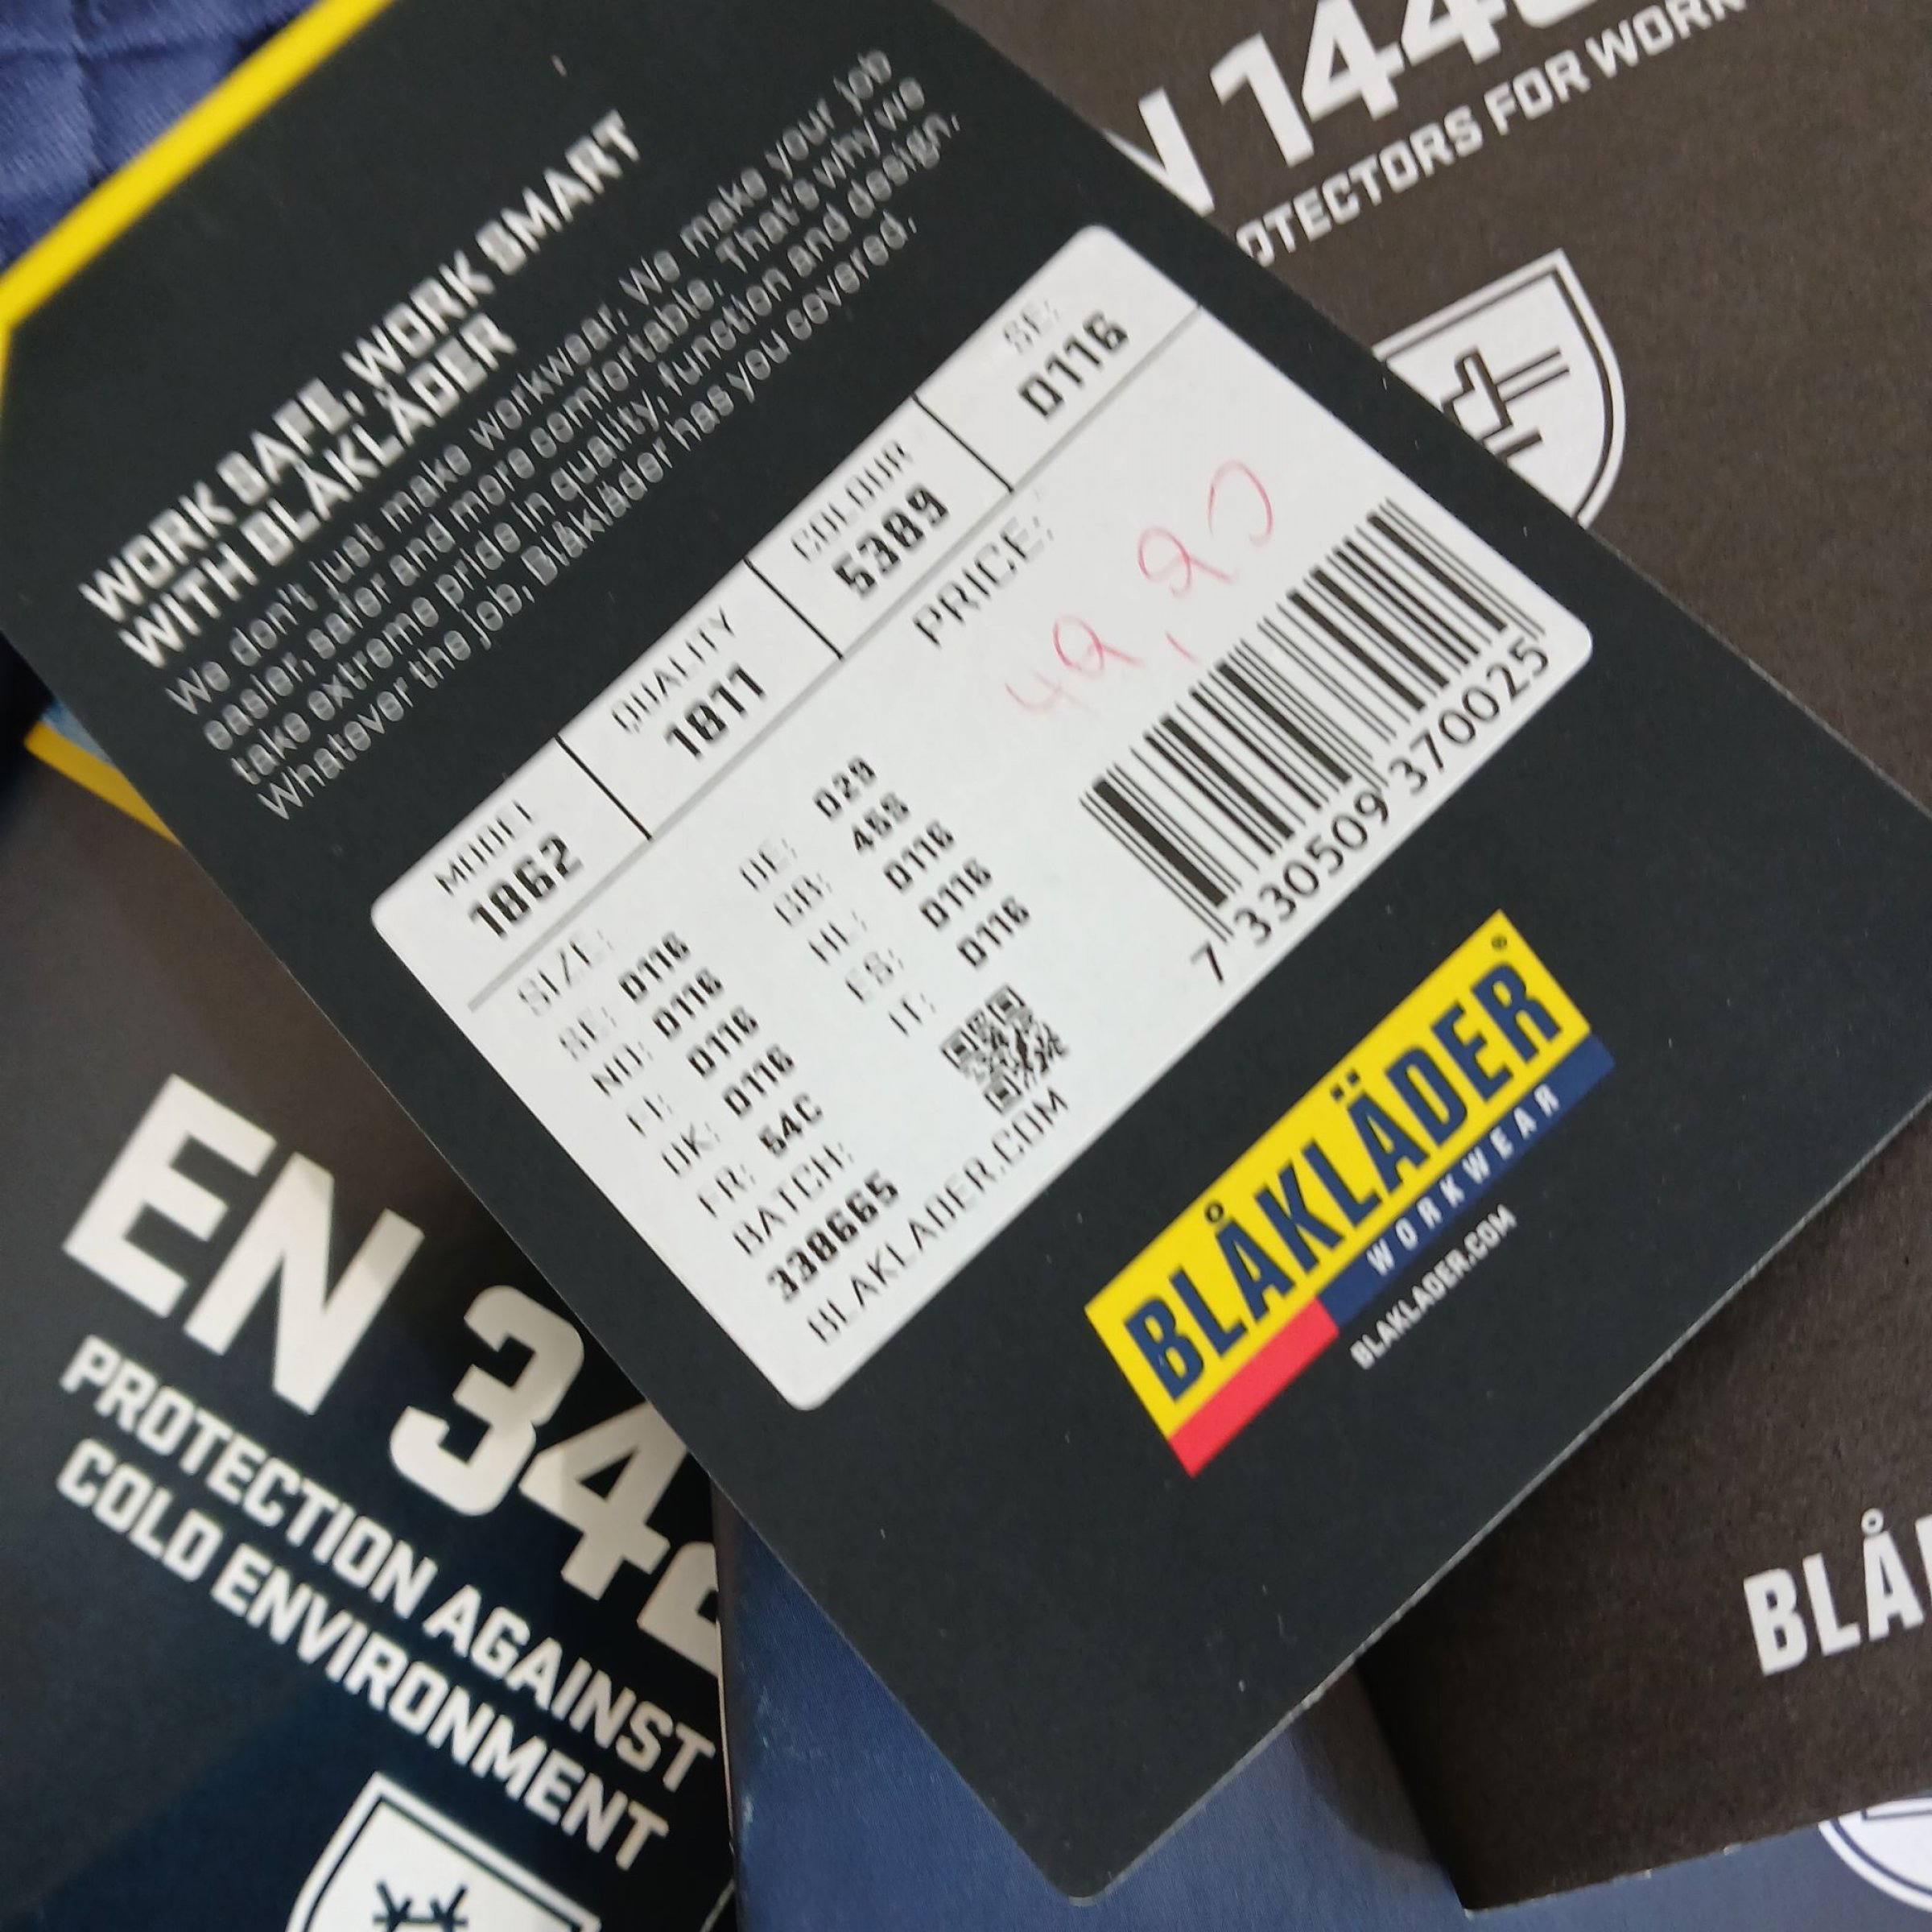 WORK SAFE, WORK SMART
WITH BLÅKLÄDER
We don't just make workwear. We make your job
easier, safer and more comfortable. That's why we
take extreme pride in quality, function and design.
Whatever the job, Blåkläder has you covered.
MODEL QUALITY COLOUR SE:
1862 1811 5389 D116
SIZE: PRICE:
SE: D116 DE: D29
NO: D116 GB: 46S
FI: D116 NL: D116
DK: D116 ES: D116
FR: 54C IT: D116
BATCH:
338665
BLAKLADER.COM
49,90
7 330509 370025
BLÅKLÄDER®
WORKWEAR
BLAKLADER.COM
EN 34
PROTECTION AGAINST
COLD ENVIRONMENT
N 144
OTECTORS FOR WORK
BLÅ